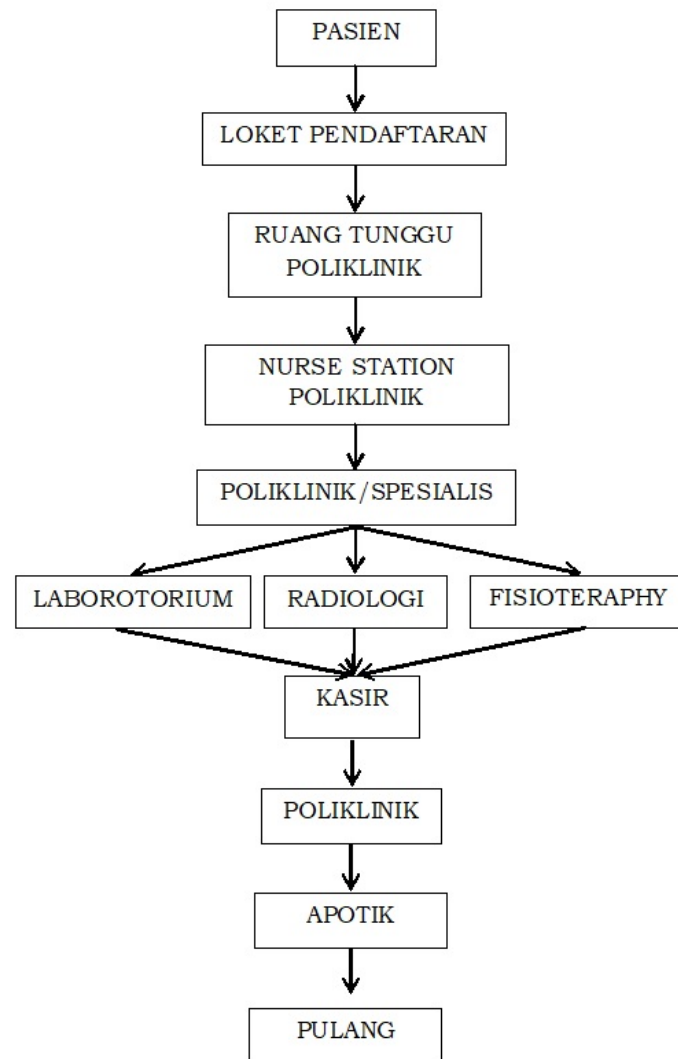 PASIEN
LOKET PENDAFTARAN
RUANG TUNGGU
POLIKLINIK
NURSE STATION
POLIKLINIK
POLIKLINIK/SPESIALIS
LABOROTORIUM
RADIOLOGI
FISIOTERAPHY
KASIR
POLIKLINIK
APOTIK
PULANG